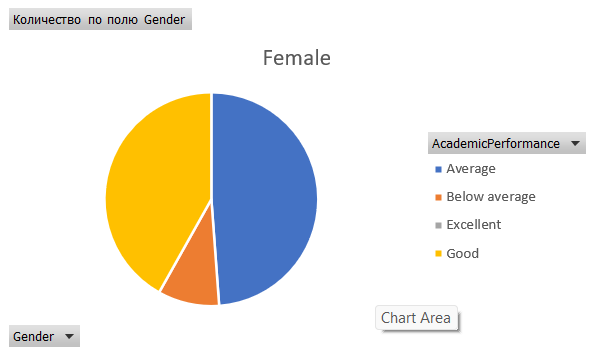 Количество по полю Gender
Female
AcademicPerformance
Average
Below average
Excellent
Good
Chart Area
Gender